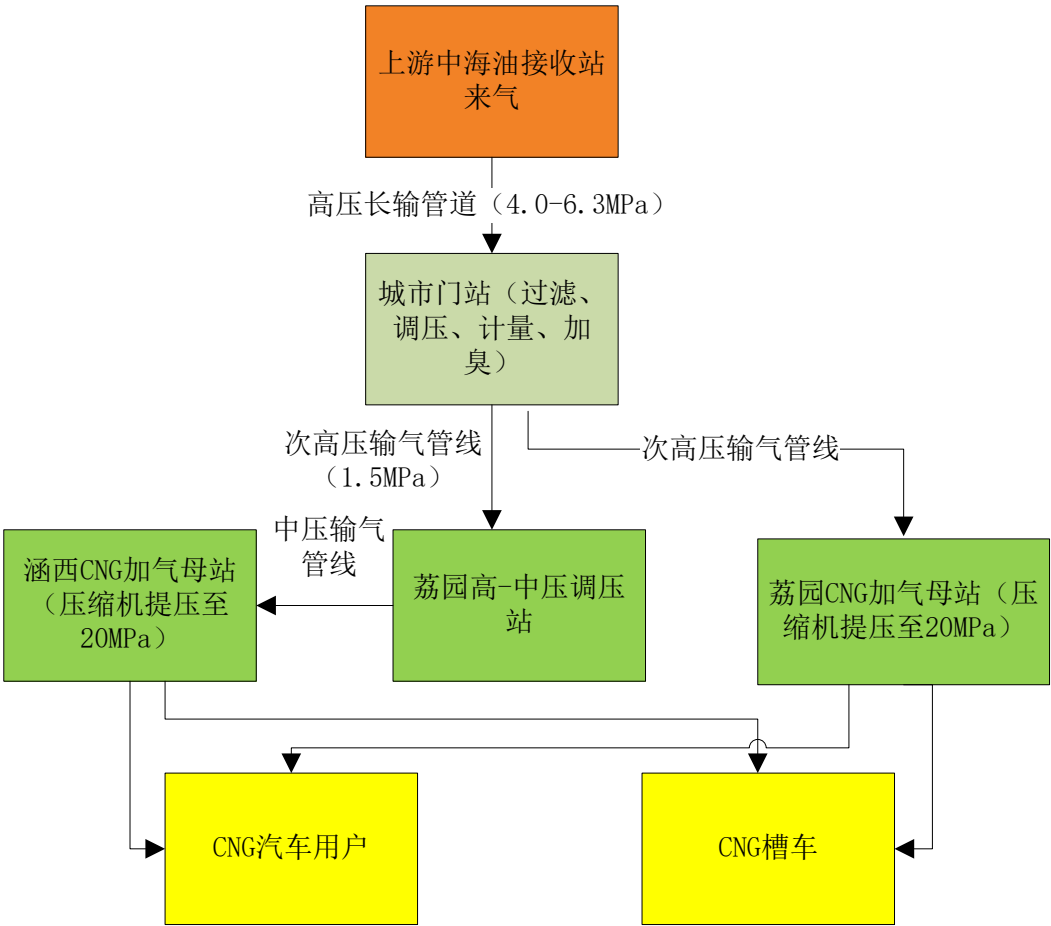 上游中海油接收站
来气
高压长输管道（4.0-6.3MPa）
城市门站（过滤、
调压、计量、加
臭）
次高压输气管线
（1.5MPa）
次高压输气管线
中压输气
管线
涵西CNG加气母站
（压缩机提压至
20MPa）
荔园高-中压调压
站
荔园CNG加气母站（压
缩机提压至20MPa）
CNG汽车用户
CNG槽车